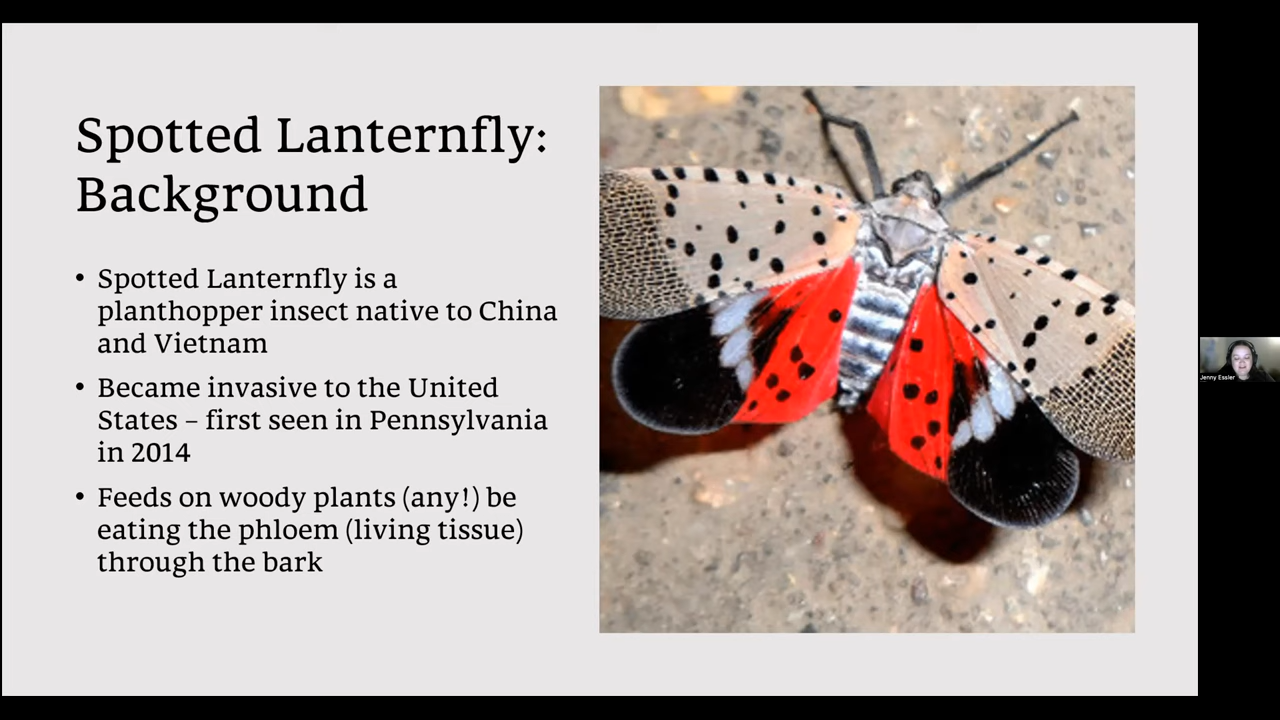 Spotted Lanternfly:
Background
• Spotted Lanternfly is a
planthopper insect native to China
and Vietnam
• Became invasive to the United
States – first seen in Pennsylvania
in 2014
• Feeds on woody plants (any!) be
eating the phloem (living tissue)
through the bark
Jenny Essler